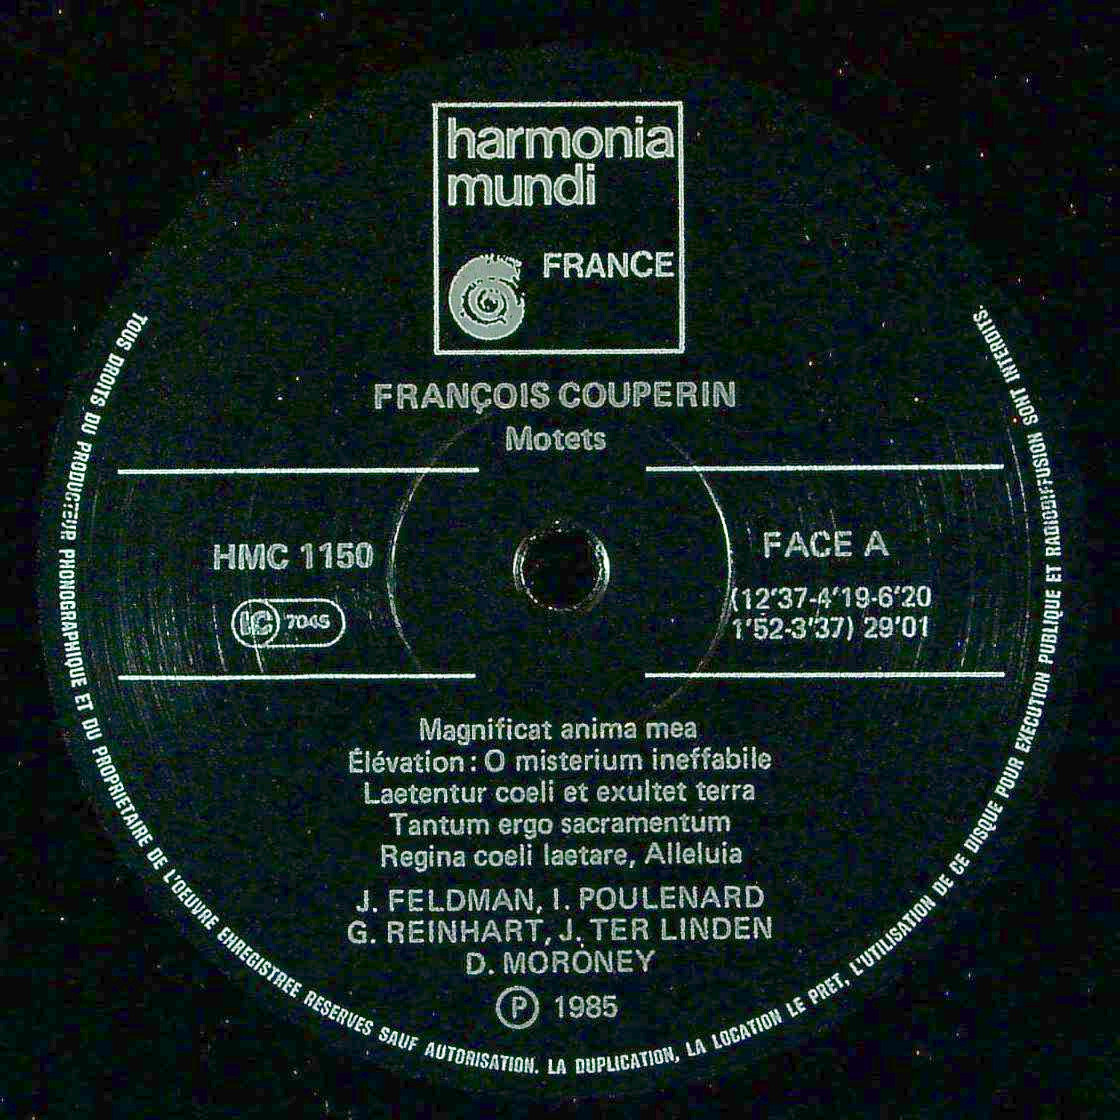 harmonia
mundi
FRANCE
FRANÇOIS COUPERIN
Motets
HMC 1150
IC 7045
FACE A
(12'37-4'19-6'20
1'52-3'37) 29'01
Magnificat anima mea
Élévation : O misterium ineffabile
Laetentur coeli et exultet terra
Tantum ergo sacramentum
Regina coeli laetare, Alleluia
J. FELDMAN, I. POULENARD
G. REINHART, J. TER LINDEN
D. MORONEY
Ⓟ 1985
TOUS DROITS DU PRODUCTEUR PHONOGRAPHIQUE ET DU PROPRIETAIRE DE L'OEUVRE ENREGISTREE RESERVES SAUF AUTORISATION. LA DUPLICATION, LA LOCATION LE PRET, L'UTILISATION DE CE DISQUE POUR EXECUTION PUBLIQUE ET RADIODIFFUSION SONT INTERDITS